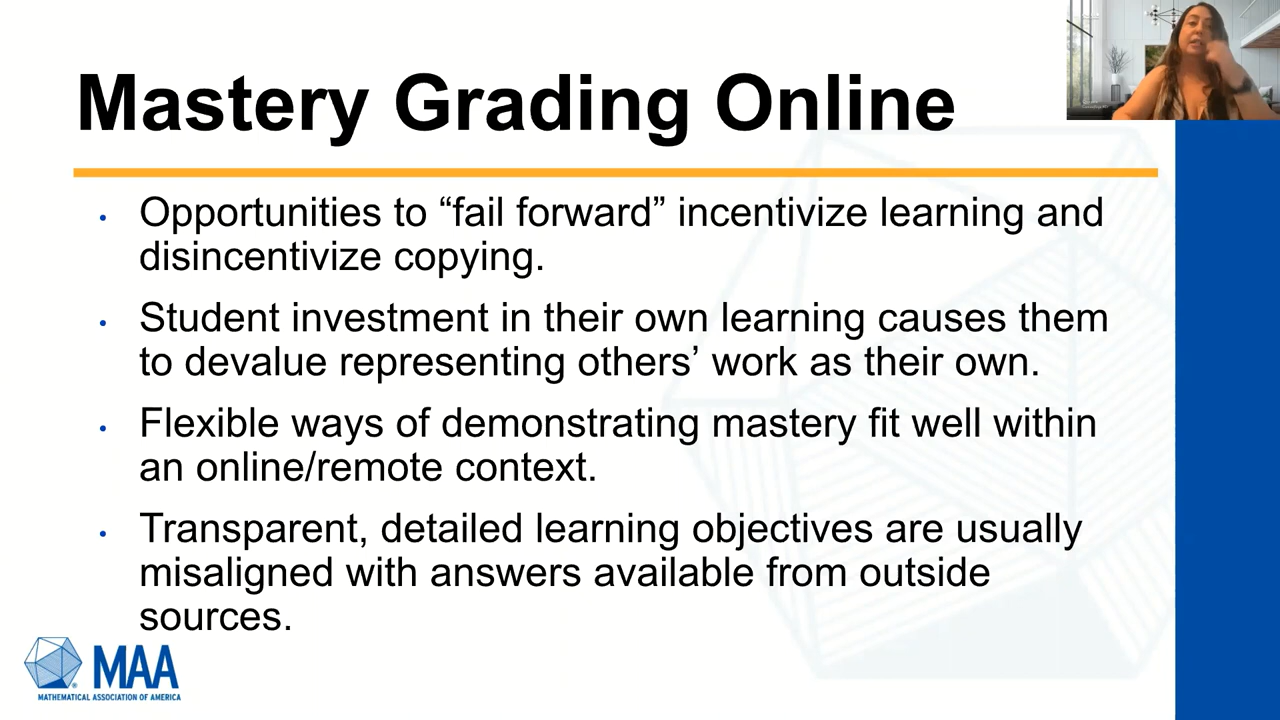 Mastery Grading Online
• Opportunities to “fail forward” incentivize learning and
disincentivize copying.
• Student investment in their own learning causes them
to devalue representing others’ work as their own.
• Flexible ways of demonstrating mastery fit well within
an online/remote context.
• Transparent, detailed learning objectives are usually
misaligned with answers available from outside
sources.
MAA
MATHEMATICAL ASSOCIATION OF AMERICA